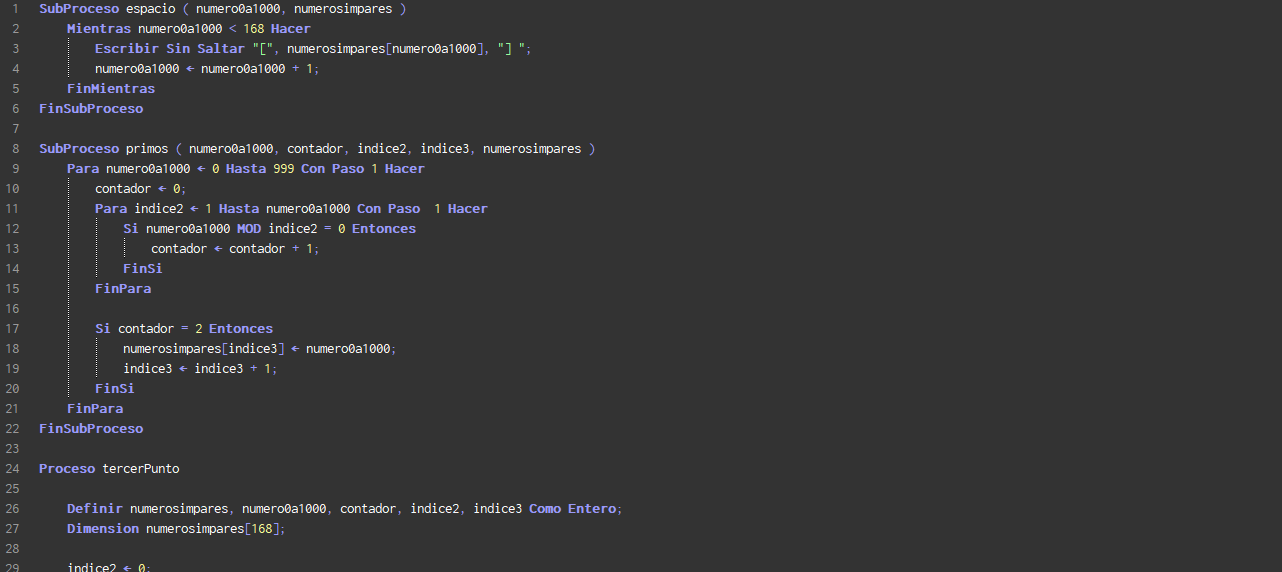 1 SubProceso espacio ( numero0a1000, numerosimpares )
2 Mientras numero0a1000 < 168 Hacer
3 Escribir Sin Saltar "[", numerosimpares[numero0a1000], "] ";
4 numero0a1000 ← numero0a1000 + 1;
5 FinMientras
6 FinSubProceso
7
8 SubProceso primos ( numero0a1000, contador, indice2, indice3, numerosimpares )
9 Para numero0a1000 ← 0 Hasta 999 Con Paso 1 Hacer
10 contador ← 0;
11 Para indice2 ← 1 Hasta numero0a1000 Con Paso  1 Hacer
12 Si numero0a1000 MOD indice2 = 0 Entonces
13 contador ← contador + 1;
14 FinSi
15 FinPara
16
17 Si contador = 2 Entonces
18 numerosimpares[indice3] ← numero0a1000;
19 indice3 ← indice3 + 1;
20 FinSi
21 FinPara
22 FinSubProceso
23
24 Proceso tercerPunto
25
26 Definir numerosimpares, numero0a1000, contador, indice2, indice3 Como Entero;
27 Dimension numerosimpares[168];
28
29 indice2 ← 0;